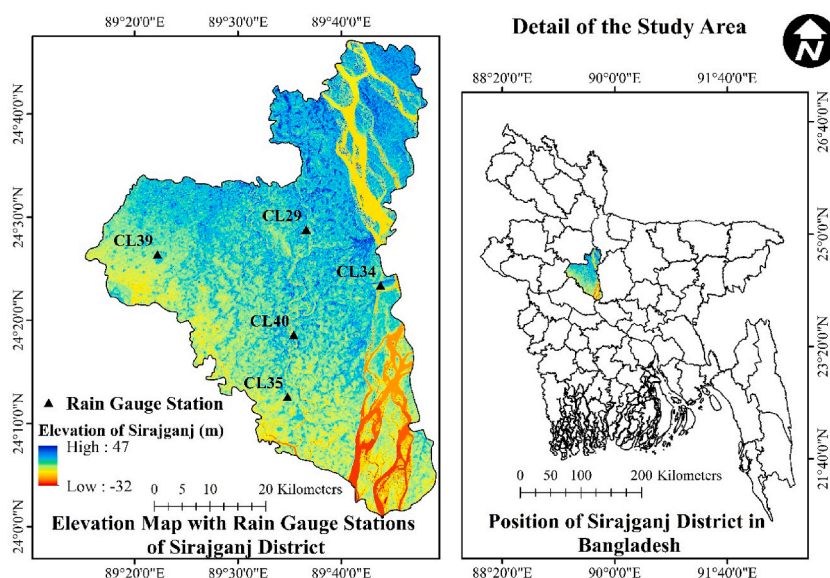 Detail of the Study Area
N
89°20'0"E 89°30'0"E 89°40'0"E
24°40'0"N
24°30'0"N
24°20'0"N
24°10'0"N
24°0'0"N
CL29
CL39
CL34
CL40
CL35
Rain Gauge Station
Elevation of Sirajganj (m)
High : 47
Low : -32
0 5 10 20 Kilometers
Elevation Map with Rain Gauge Stations
of Sirajganj District
89°20'0"E 89°30'0"E 89°40'0"E
88°20'0"E 90°0'0"E 91°40'0"E
26°40'0"N
25°0'0"N
23°20'0"N
21°40'0"N
0 50 100 200 Kilometers
Position of Sirajganj District in
Bangladesh
88°20'0"E 90°0'0"E 91°40'0"E